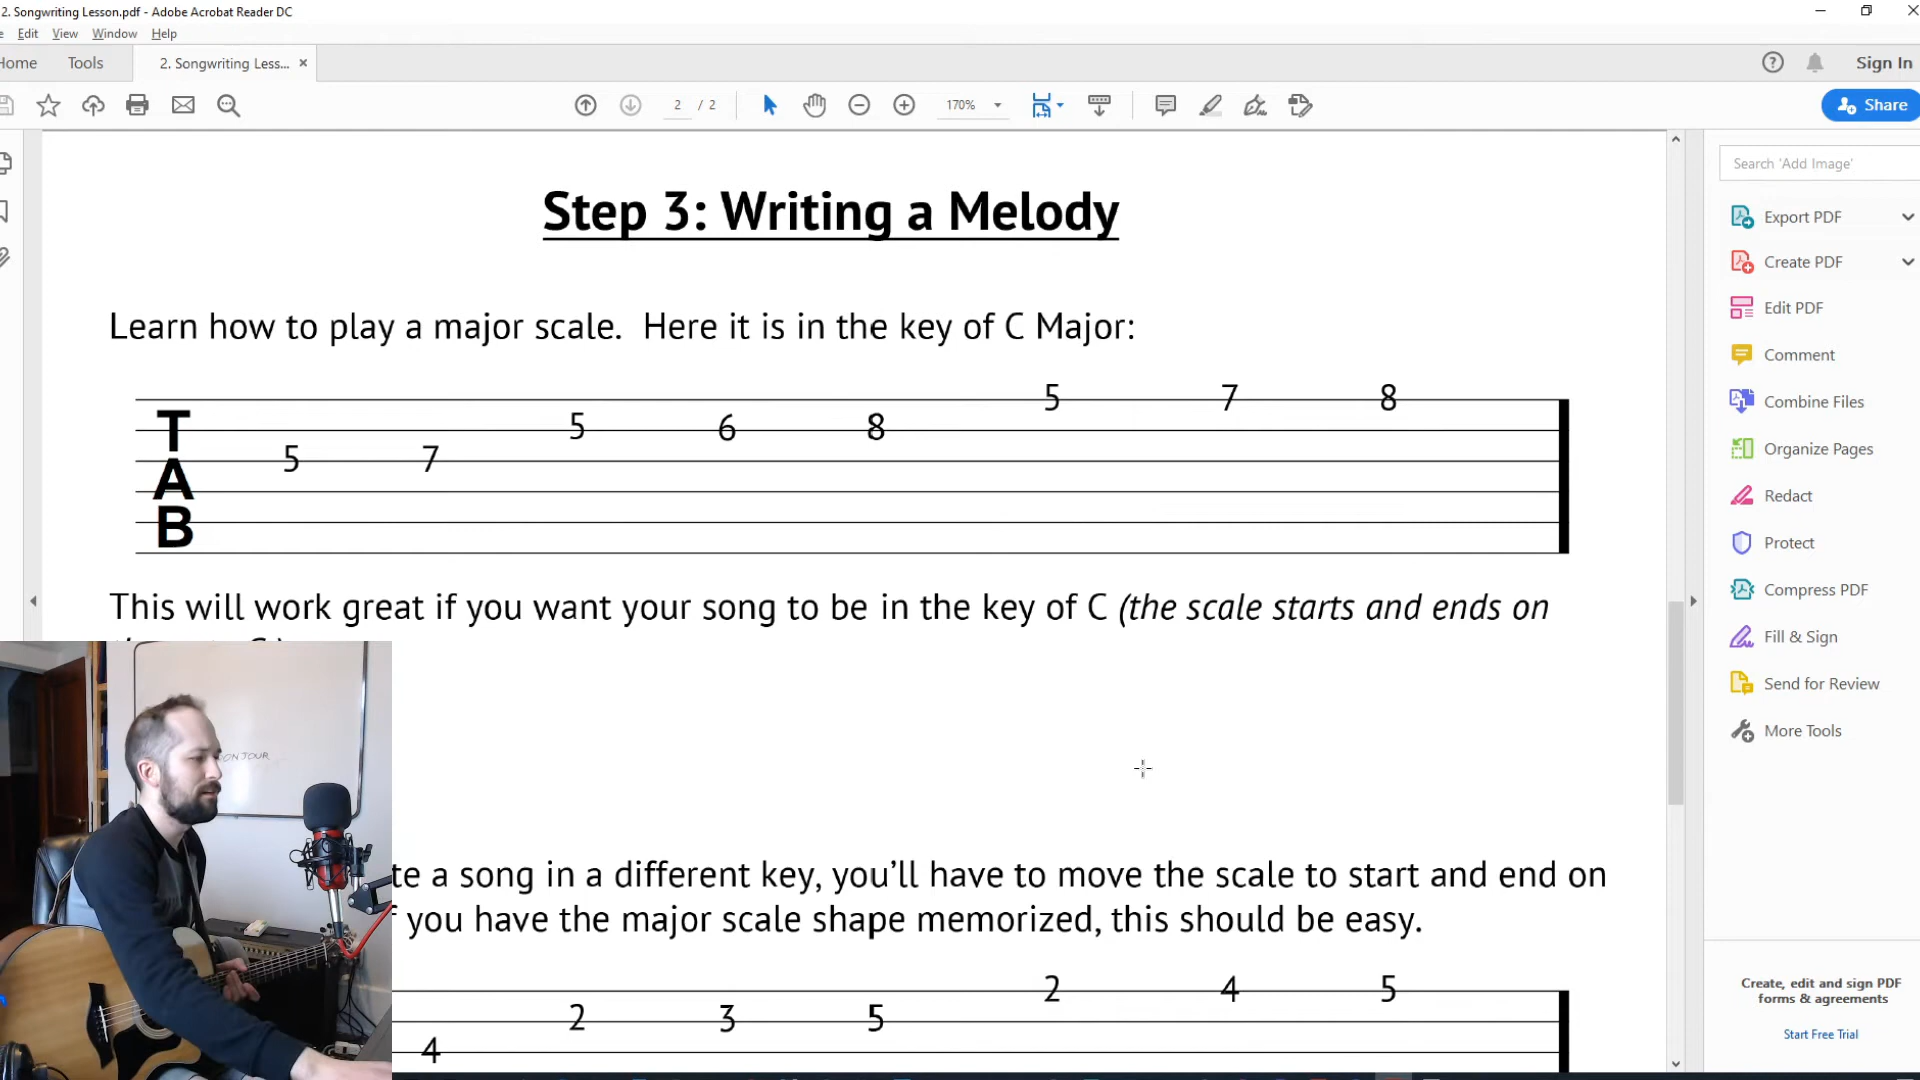 2. Songwriting Lesson.pdf - Adobe Acrobat Reader DC
Edit View Window Help
Home Tools 2. Songwriting Less... × Sign In
2 / 2 170% Share
Search 'Add Image'
Step 3: Writing a Melody
Export PDF
Create PDF
Edit PDF
Learn how to play a major scale. Here it is in the key of C Major:
Comment
Combine Files
Organize Pages
Redact
Protect
Compress PDF
Fill & Sign
Send for Review
More Tools
5 7 8
T 5 6 8
A 5 7
B
This will work great if you want your song to be in the key of C (the scale starts and ends on
te a song in a different key, you'll have to move the scale to start and end on
f you have the major scale shape memorized, this should be easy.
2 4 5
2 3 5
4
ONJOUR
Create, edit and sign PDF
forms & agreements
Start Free Trial